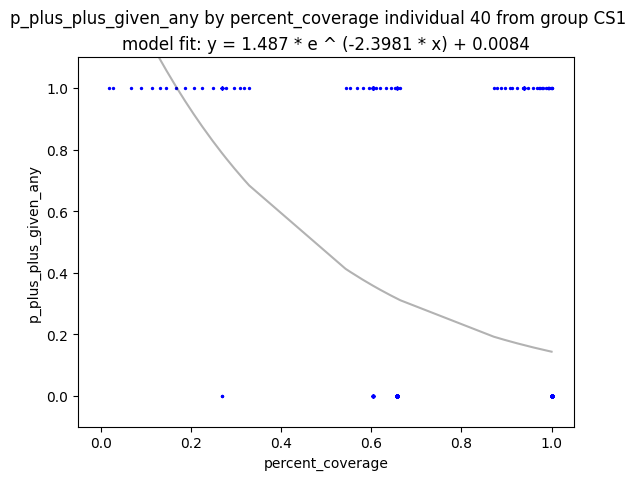 p_plus_plus_given_any by percent_coverage individual 40 from group CS1
model fit: y = 1.487 * e ^ (-2.3981 * x) + 0.0084
1.0
0.8
0.6
0.4
0.2
0.0
p_plus_plus_given_any
0.0 0.2 0.4 0.6 0.8 1.0
percent_coverage